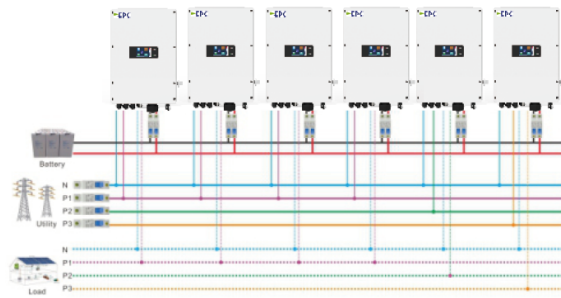 EPC EPC EPC EPC EPC EPC
Battery
N
P1
P2
Utility P3
N
P1
P2
Load P3